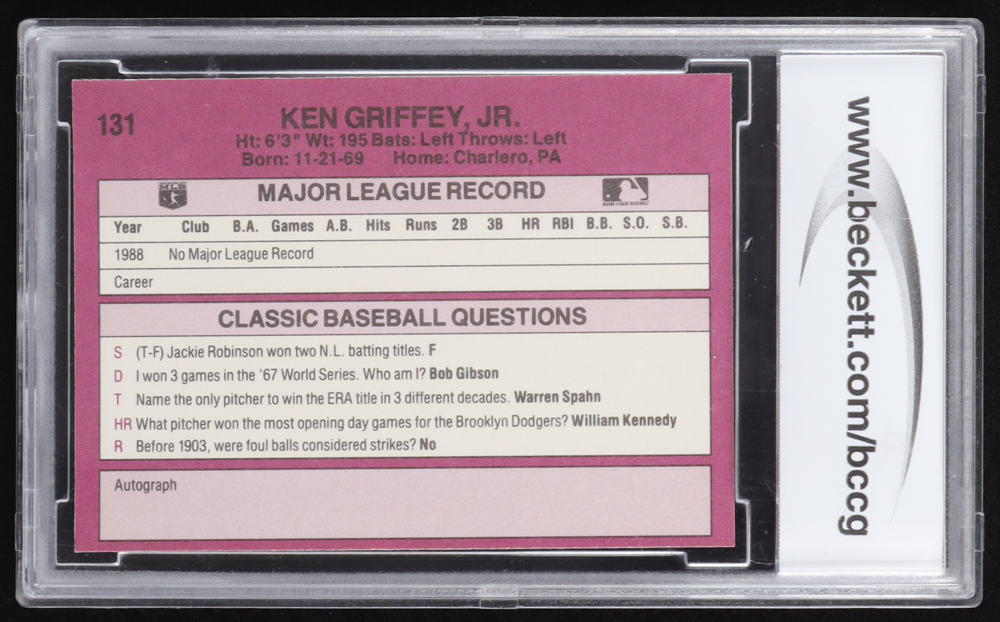 131
KEN GRIFFEY, JR.
Ht: 6'3" Wt: 195 Bats: Left Throws: Left
Born: 11-21-69 Home: Charlero, PA
MAJOR LEAGUE RECORD
Year Club B.A. Games A.B. Hits Runs 2B 3B HR RBI B.B. S.O. S.B.
1988 No Major League Record
Career
CLASSIC BASEBALL QUESTIONS
S (T-F) Jackie Robinson won two N.L. batting titles. F
D I won 3 games in the '67 World Series. Who am I? Bob Gibson
T Name the only pitcher to win the ERA title in 3 different decades. Warren Spahn
HR What pitcher won the most opening day games for the Brooklyn Dodgers? William Kennedy
R Before 1903, were foul balls considered strikes? No
Autograph
www.beckett.com/bccg